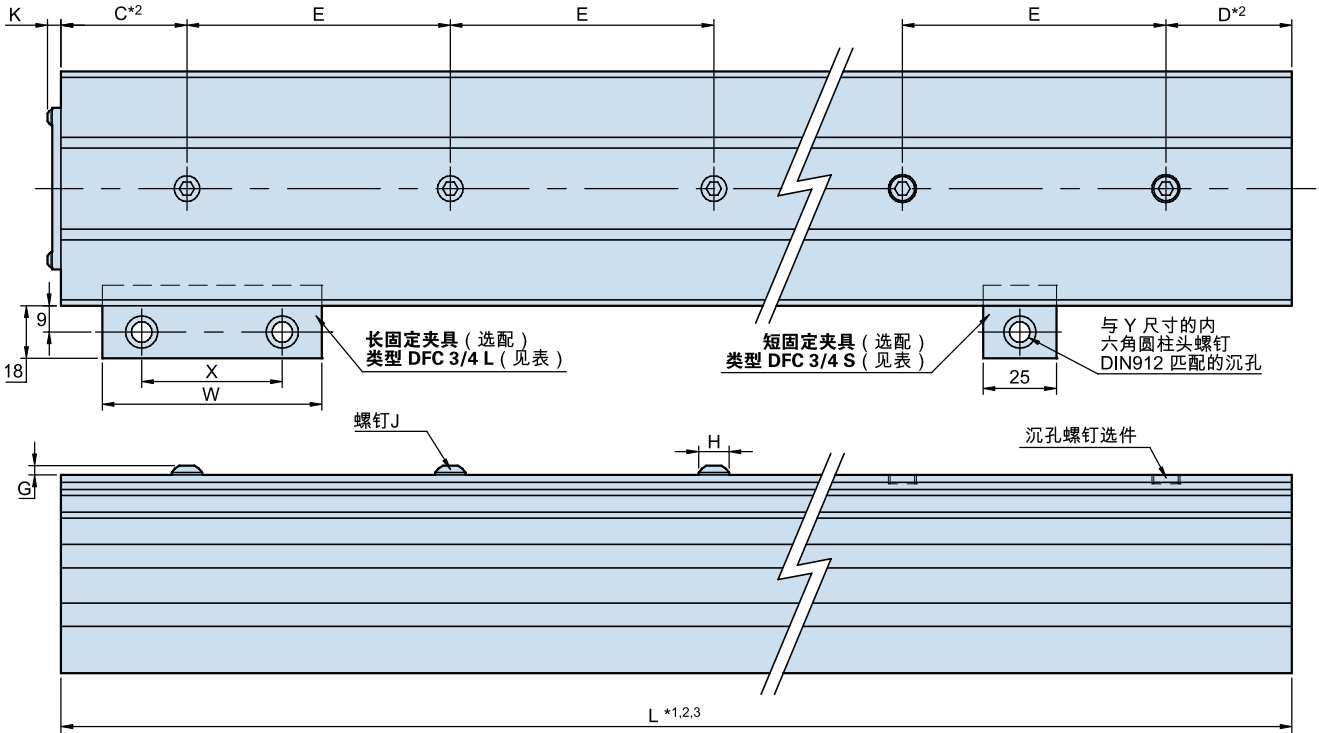 K
C*2
E
E
E
D*2
9
18
X
W
长固定夹具（选配）
类型 DFC 3/4 L（见表）
短固定夹具（选配）
类型 DFC 3/4 S（见表）
25
与 Y 尺寸的内
六角圆柱头螺钉
DIN912 匹配的沉孔
螺钉J
H
沉孔螺钉选件
G
L *1,2,3